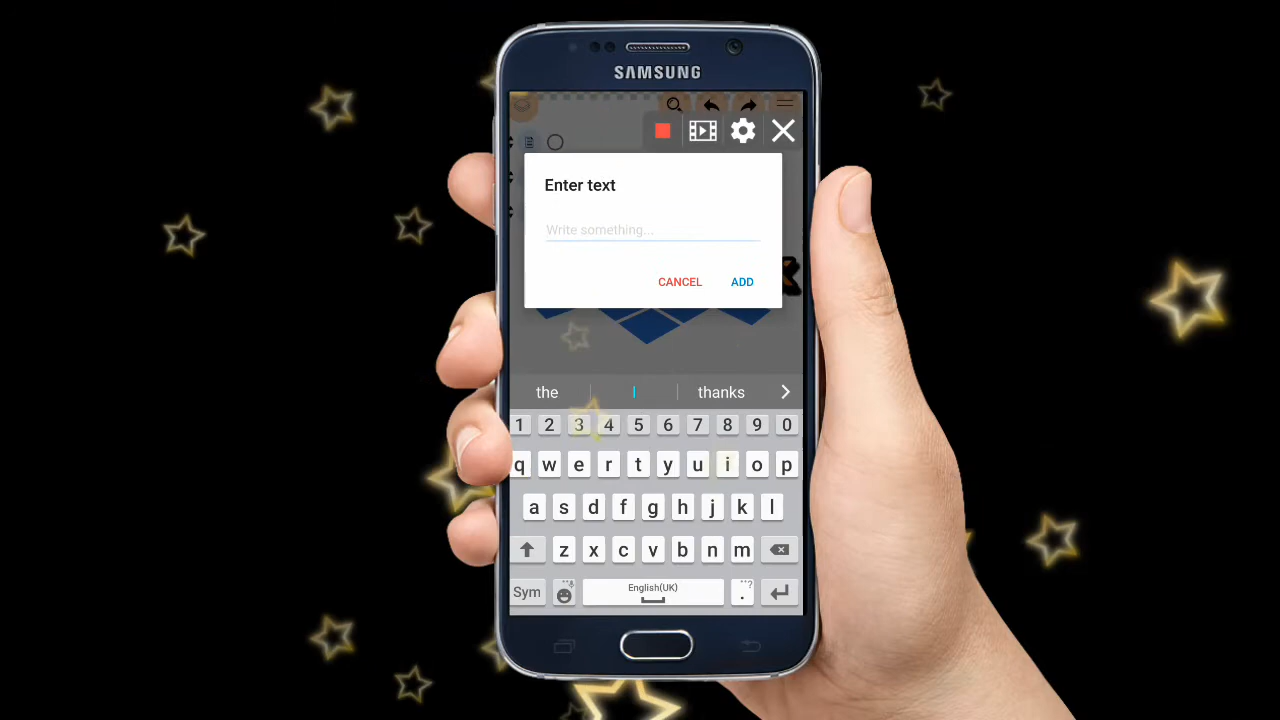 SAMSUNG
Enter text
Write something...
CANCEL ADD
the I thanks
1 2 3 4 5 6 7 8 9 0
q w e r t y u i o p
a s d f g h j k l
z x c v b n m
Sym English(UK) . ,,?